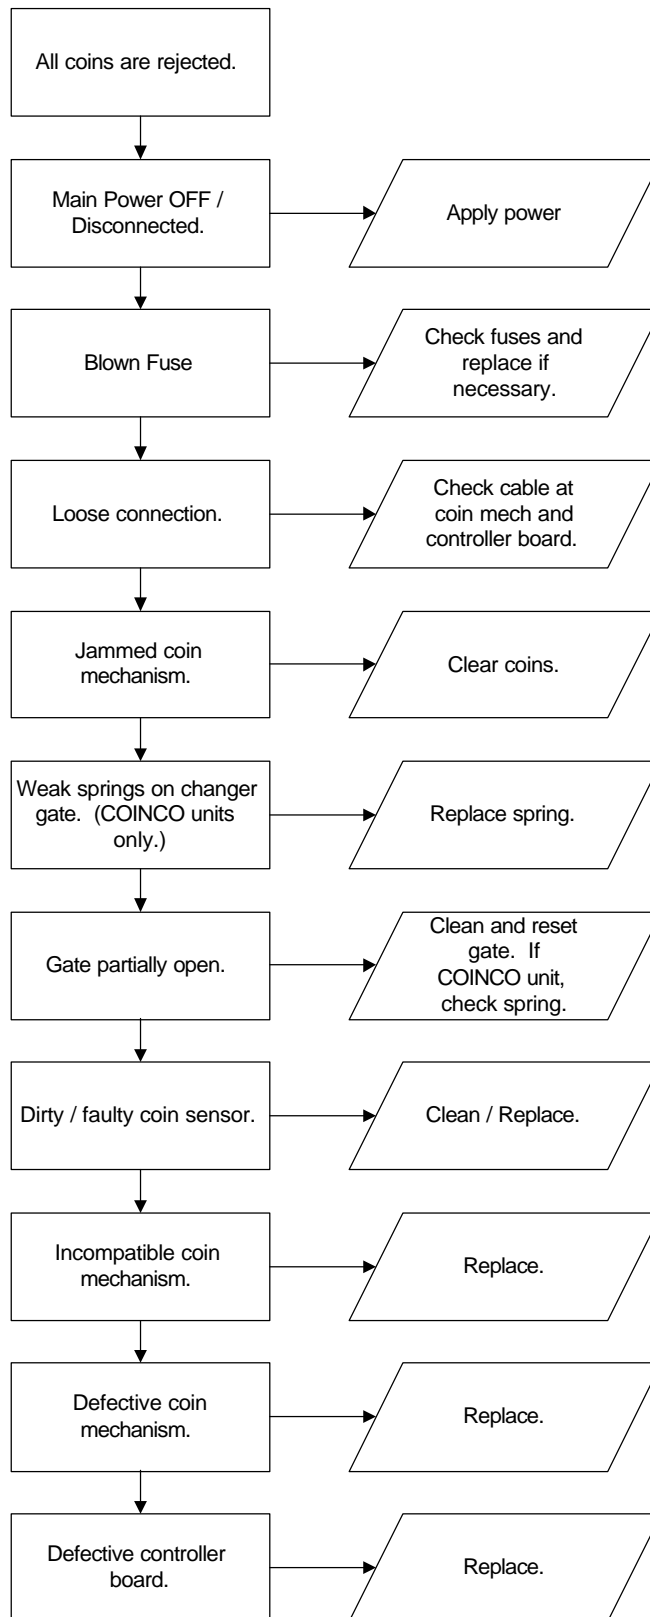 All coins are rejected.
Main Power OFF /
Disconnected.
Apply power
Blown Fuse
Check fuses and
replace if
necessary.
Loose connection.
Check cable at
coin mech and
controller board.
Jammed coin
mechanism.
Clear coins.
Weak springs on changer
gate.  (COINCO units
only.)
Replace spring.
Gate partially open.
Clean and reset
gate.  If
COINCO unit,
check spring.
Dirty / faulty coin sensor.
Clean / Replace.
Incompatible coin
mechanism.
Replace.
Defective coin
mechanism.
Replace.
Defective controller
board.
Replace.